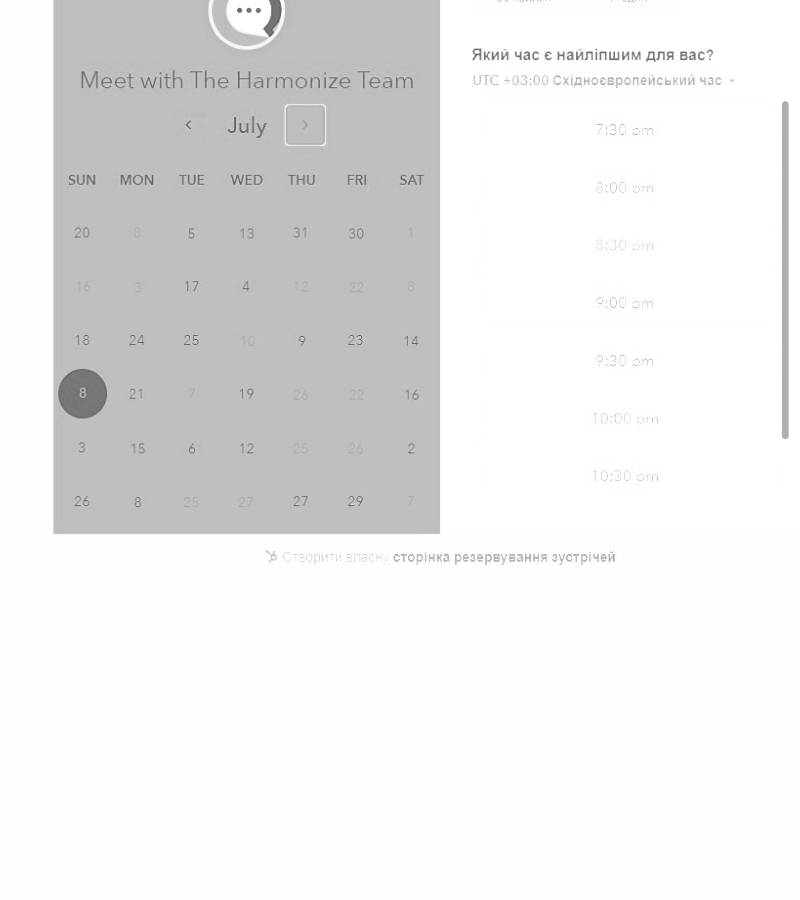 Meet with The Harmonize Team
July
SUN MON TUE WED THU FRI SAT
20 8 5 13 31 30 1
16 3 17 4 12 22 8
18 24 25 10 9 23 14
8 21 7 19 26 22 16
3 15 6 12 25 26 2
26 8 25 27 27 29 7
Який час є найліпшим для вас?
UTC +03:00 Східноєвропейський час
7:30 pm
8:00 pm
8:30 pm
9:00 pm
9:30 pm
10:00 pm
10:30 pm
Створити власну сторінка резервування зустрічей